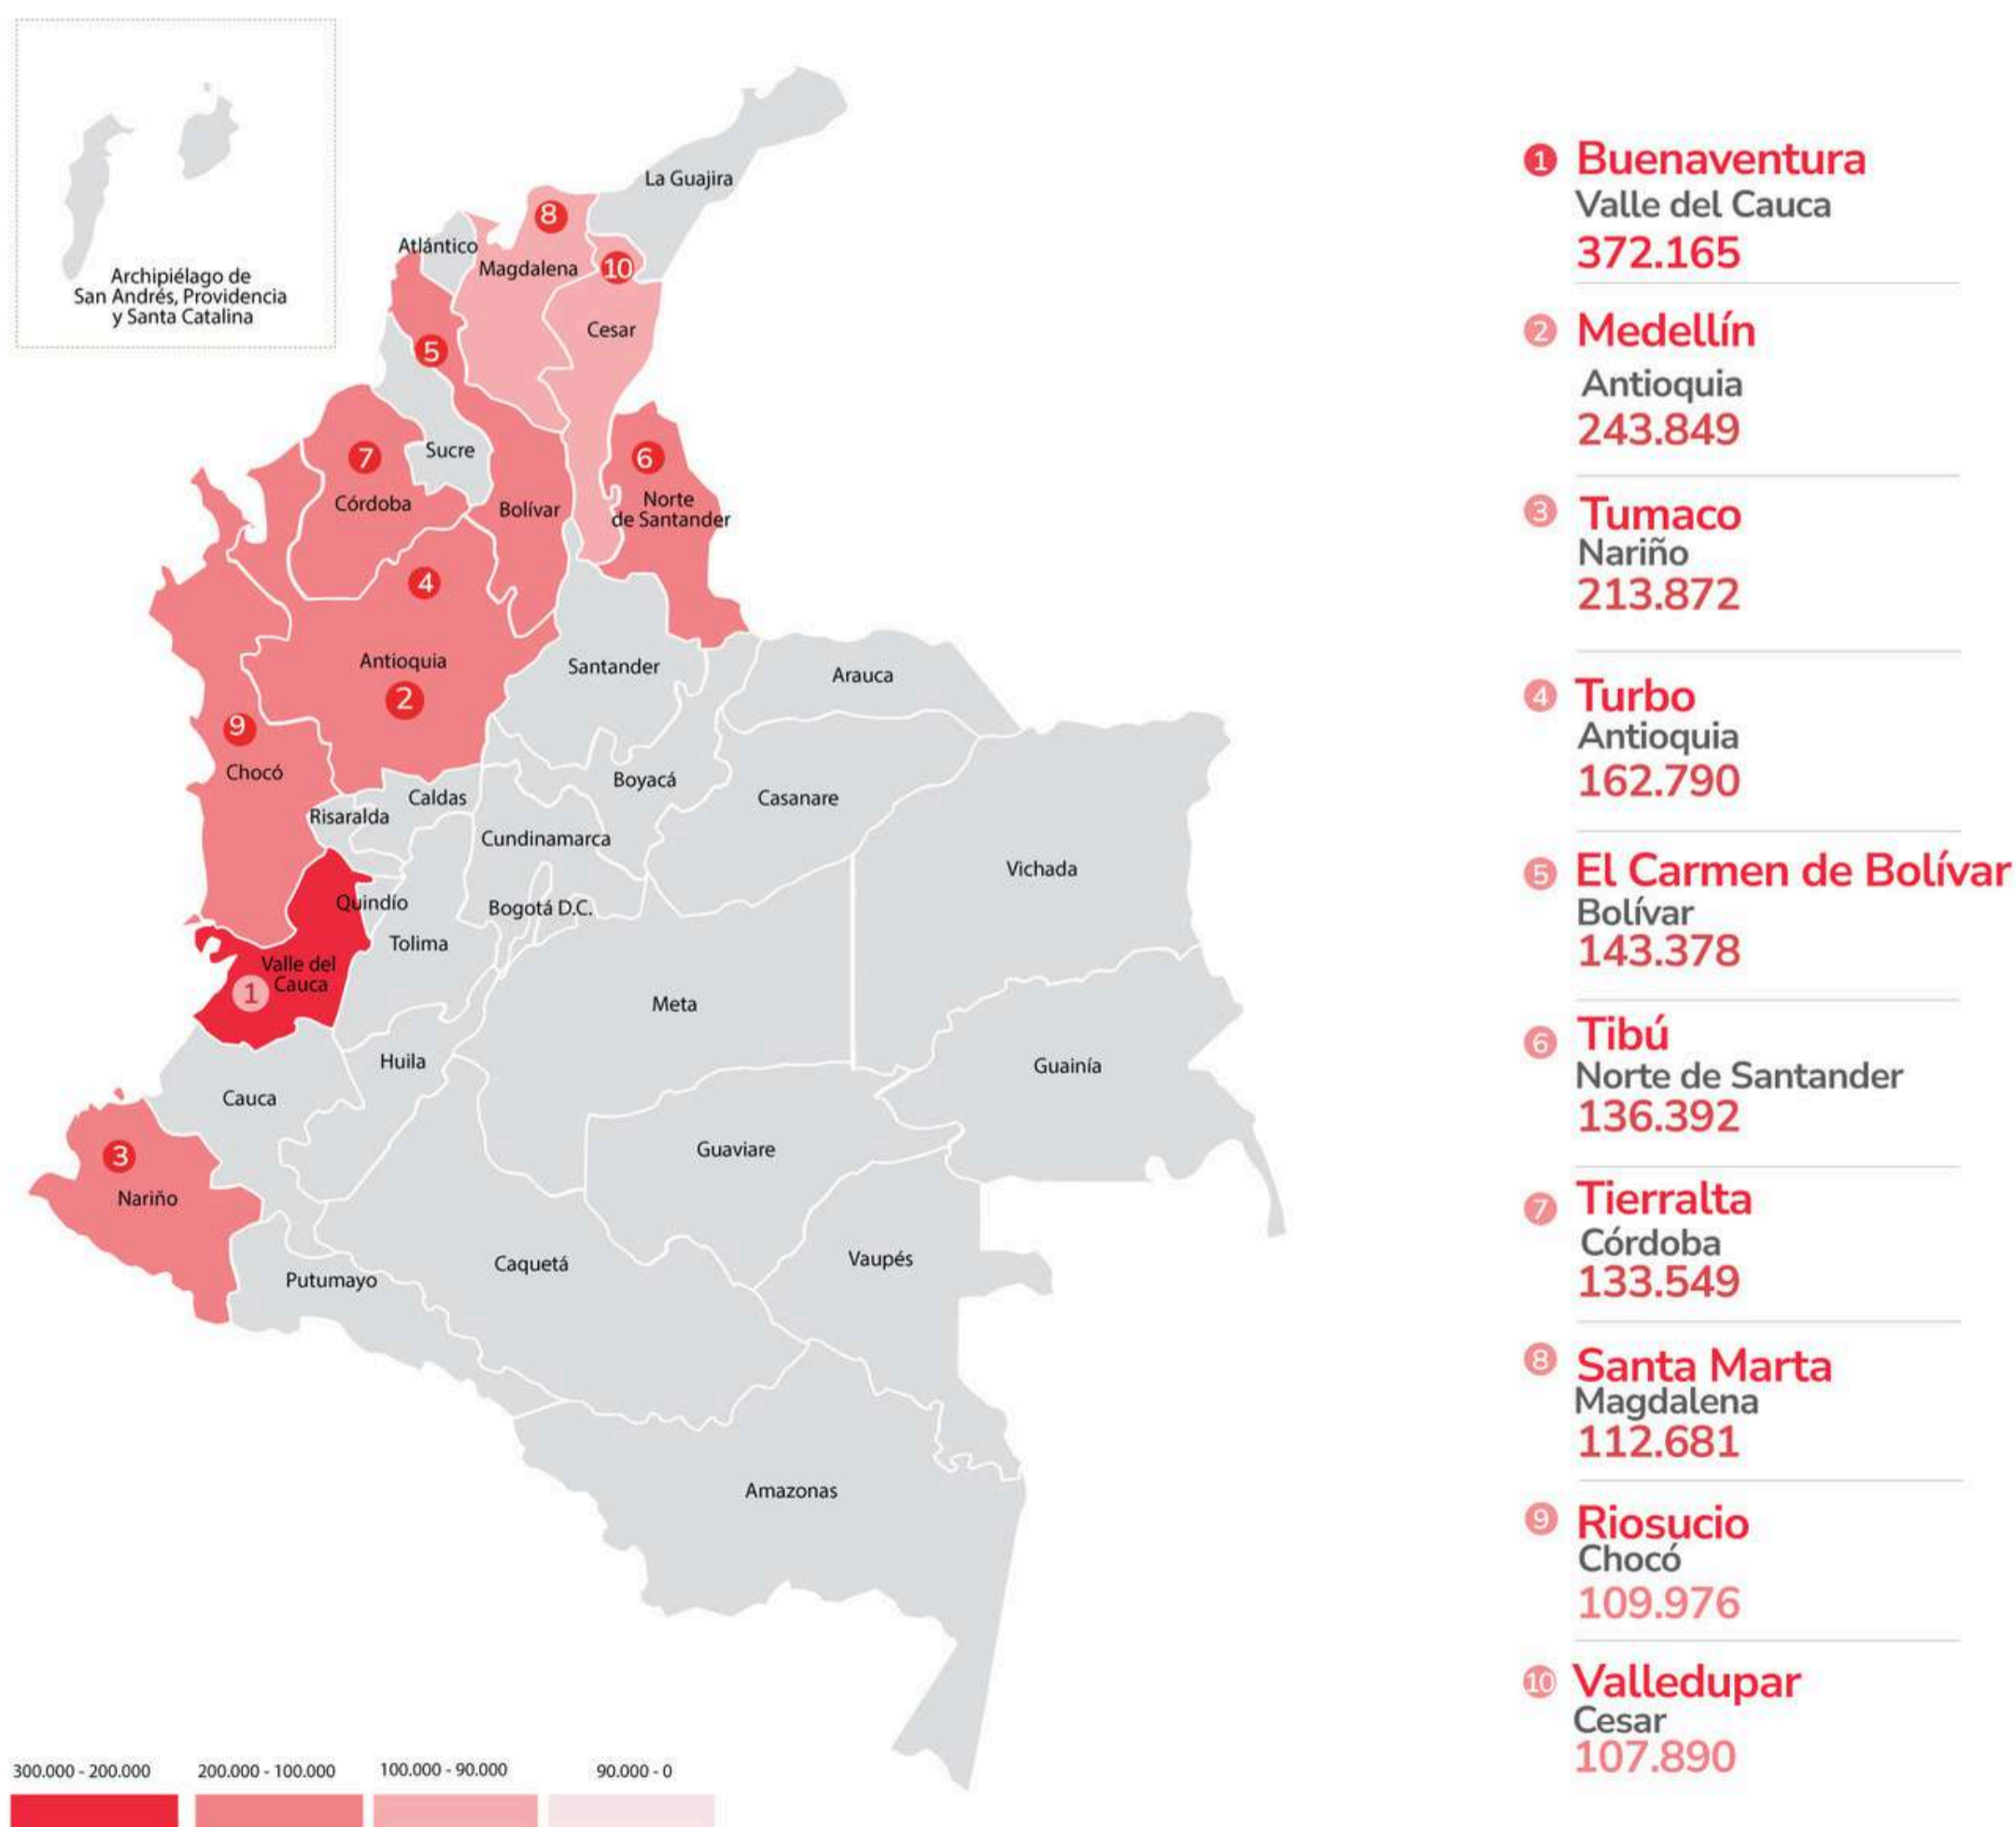 Archipiélago de
San Andrés, Providencia
y Santa Catalina
La Guajira
8
Atlántico
Magdalena
10
Cesar
5
7
Sucre
6
Córdoba
Bolívar
Norte
de Santander
4
Antioquia
2
Santander
Arauca
9
Chocó
Boyacá
Caldas
Casanare
Risaralda
Cundinamarca
Vichada
Quindío
Bogotá D.C.
Tolima
Valle del
Cauca
1
Meta
Huila
Guainía
Cauca
Guaviare
3
Nariño
Caquetá
Vaupés
Putumayo
Amazonas
300.000 - 200.000
200.000 - 100.000
100.000 - 90.000
90.000 - 0
1 Buenaventura
Valle del Cauca
372.165
2 Medellín
Antioquia
243.849
3 Tumaco
Nariño
213.872
4 Turbo
Antioquia
162.790
5 El Carmen de Bolívar
Bolívar
143.378
6 Tibú
Norte de Santander
136.392
7 Tierralta
Córdoba
133.549
8 Santa Marta
Magdalena
112.681
9 Riosucio
Chocó
109.976
10 Valledupar
Cesar
107.890